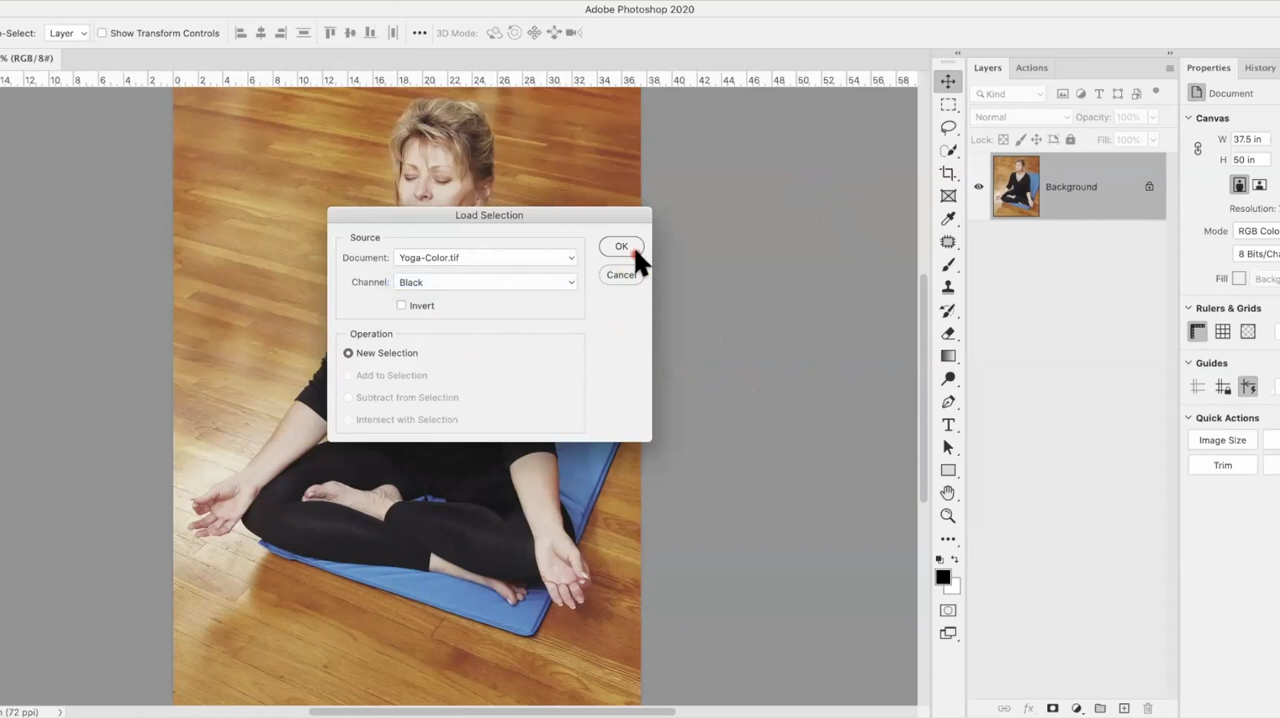 Adobe Photoshop 2020
-Select: Layer Show Transform Controls 3D Mode:
% (RGB/8#)
14 12 10 8 6 4 2 0 2 4 6 8 10 12 14 16 18 20 22 24 26 28 30 32 34 36 38 40 42 44 46 48 50 52 54 56 58
Layers Actions
Kind
Normal Opacity: 100%
Lock: Fill: 100%
Background
Properties History
Document
Canvas
W 37.5 in
H 50 in
Resolution: 7
Mode RGB Colo
8 Bits/Cha
Fill Backg
Rulers & Grids
Guides
Quick Actions
Image Size
Trim
Load Selection
Source
Document: Yoga-Color.tif
Channel: Black
Invert
OK
Cancel
Operation
New Selection
Add to Selection
Subtract from Selection
Intersect with Selection
(72 ppi)